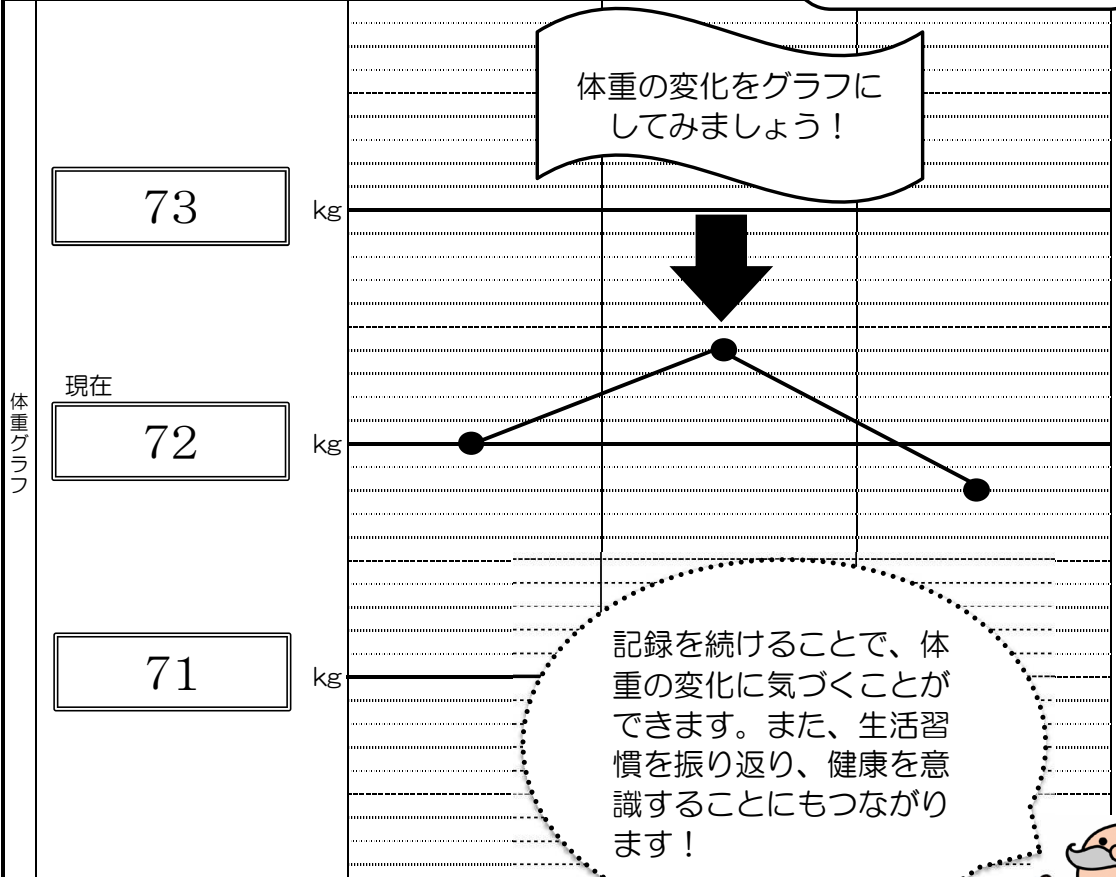 体重の変化をグラフに
してみましょう！
73
kg
現在
72
kg
体重グラフ
71
kg
記録を続けることで、体
重の変化に気づくことが
できます。また、生活習
慣を振り返り、健康を意
識することにもつながり
ます！